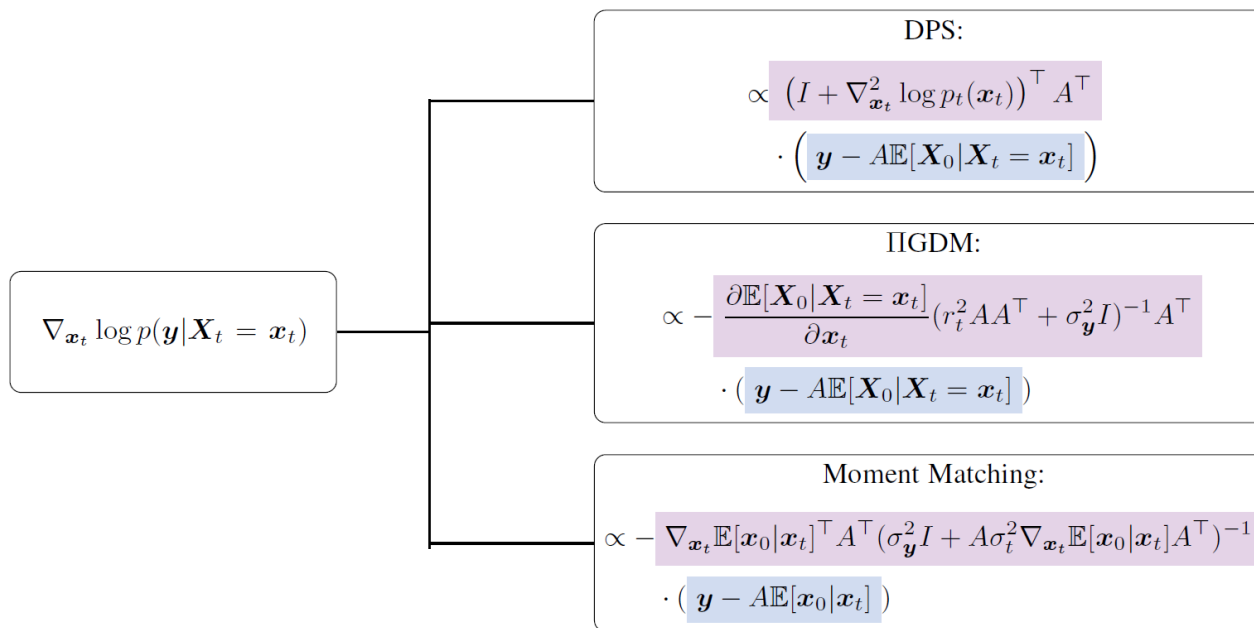 ∇_{𝒙_t} log p(𝒚|𝑿_t = 𝒙_t)
DPS:
∝ (I + ∇²_{𝒙_t} log p_t(𝒙_t))^⊤ A^⊤
· (𝒚 − A𝔼[𝑿_0|𝑿_t = 𝒙_t])
ΠGDM:
∝ − ∂𝔼[𝑿_0|𝑿_t = 𝒙_t]/∂𝒙_t (r_t² AA^⊤ + σ_𝒚² I)^{−1} A^⊤
· (𝒚 − A𝔼[𝑿_0|𝑿_t = 𝒙_t])
Moment Matching:
∝ − ∇_{𝒙_t} 𝔼[𝒙_0|𝒙_t]^⊤ A^⊤ (σ_𝒚² I + Aσ_t² ∇_{𝒙_t} 𝔼[𝒙_0|𝒙_t] A^⊤)^{−1}
· (𝒚 − A𝔼[𝒙_0|𝒙_t])